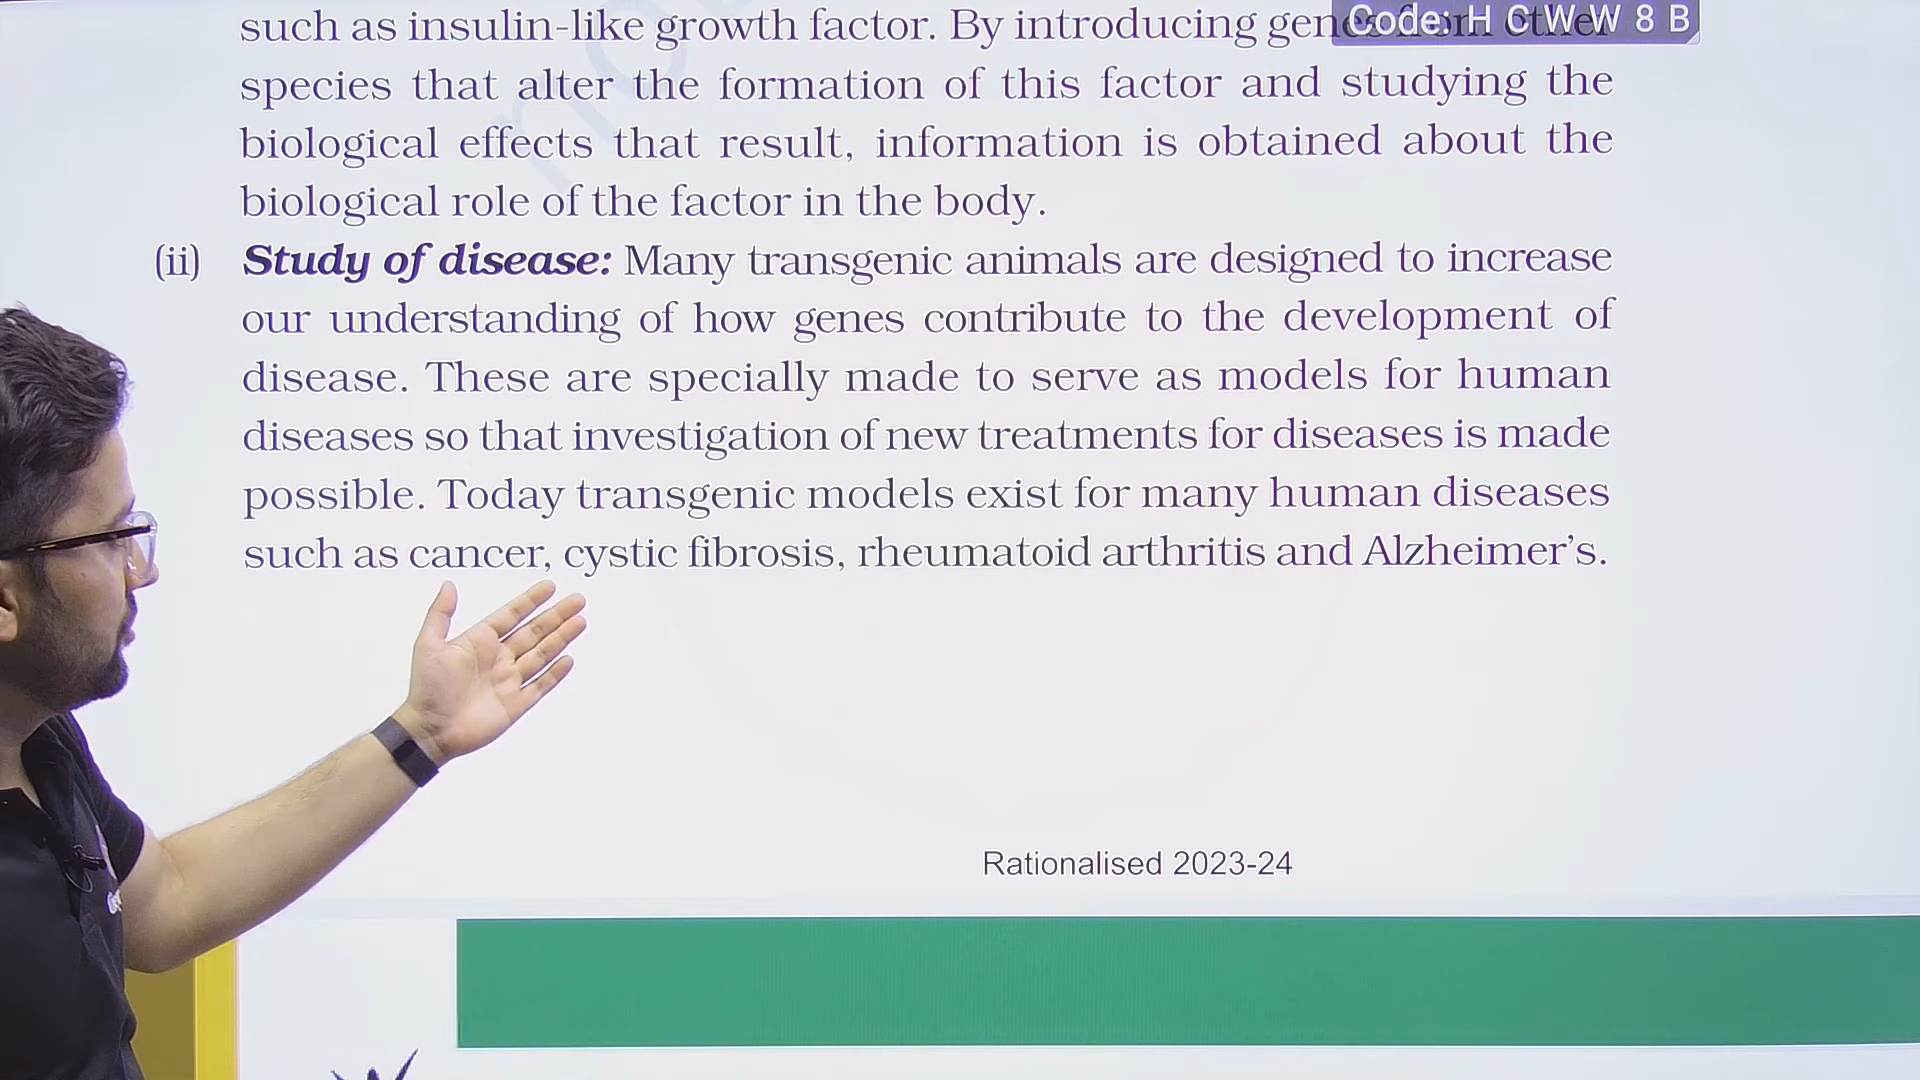 such as insulin-like growth factor. By introducing genes from other
Code: H C W W 8 B
species that alter the formation of this factor and studying the
biological effects that result, information is obtained about the
biological role of the factor in the body.
(ii) Study of disease: Many transgenic animals are designed to increase
our understanding of how genes contribute to the development of
disease. These are specially made to serve as models for human
diseases so that investigation of new treatments for diseases is made
possible. Today transgenic models exist for many human diseases
such as cancer, cystic fibrosis, rheumatoid arthritis and Alzheimer’s.
Rationalised 2023-24